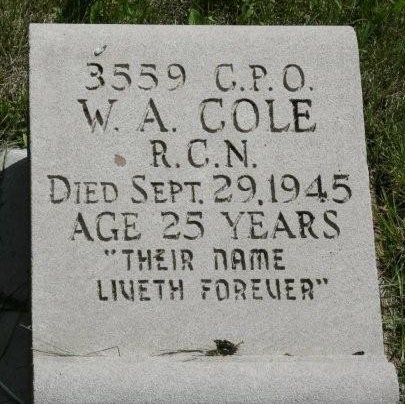 3559 C.P.O.
W. A. COLE
R.C.N.
DIED SEPT. 29, 1945
AGE 25 YEARS
"THEIR NAME
LIVETH FOREVER"